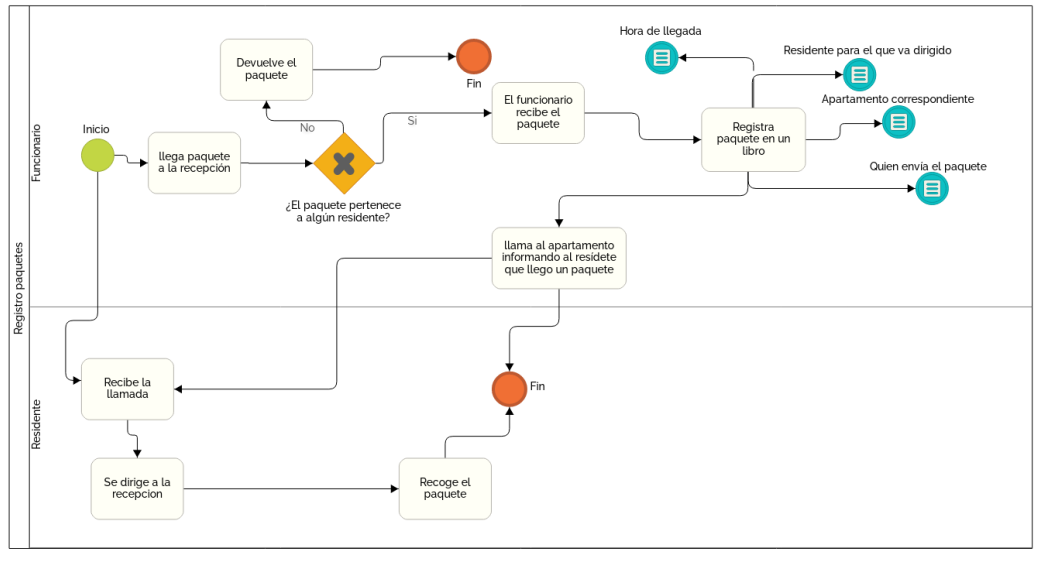 Registro paquetes
Funcionario
Inicio
llega paquete
a la recepción
Devuelve el
paquete
No
Si
¿El paquete pertenece
a algún residente?
Fin
El funcionario
recibe el
paquete
Registra
paquete en un
libro
Hora de llegada
Residente para el que va dirigido
Apartamento correspondiente
Quien envía el paquete
llama al apartamento
informando al resídete
que llego un paquete
Residente
Recibe la
llamada
Se dirige a la
recepcion
Recoge el
paquete
Fin